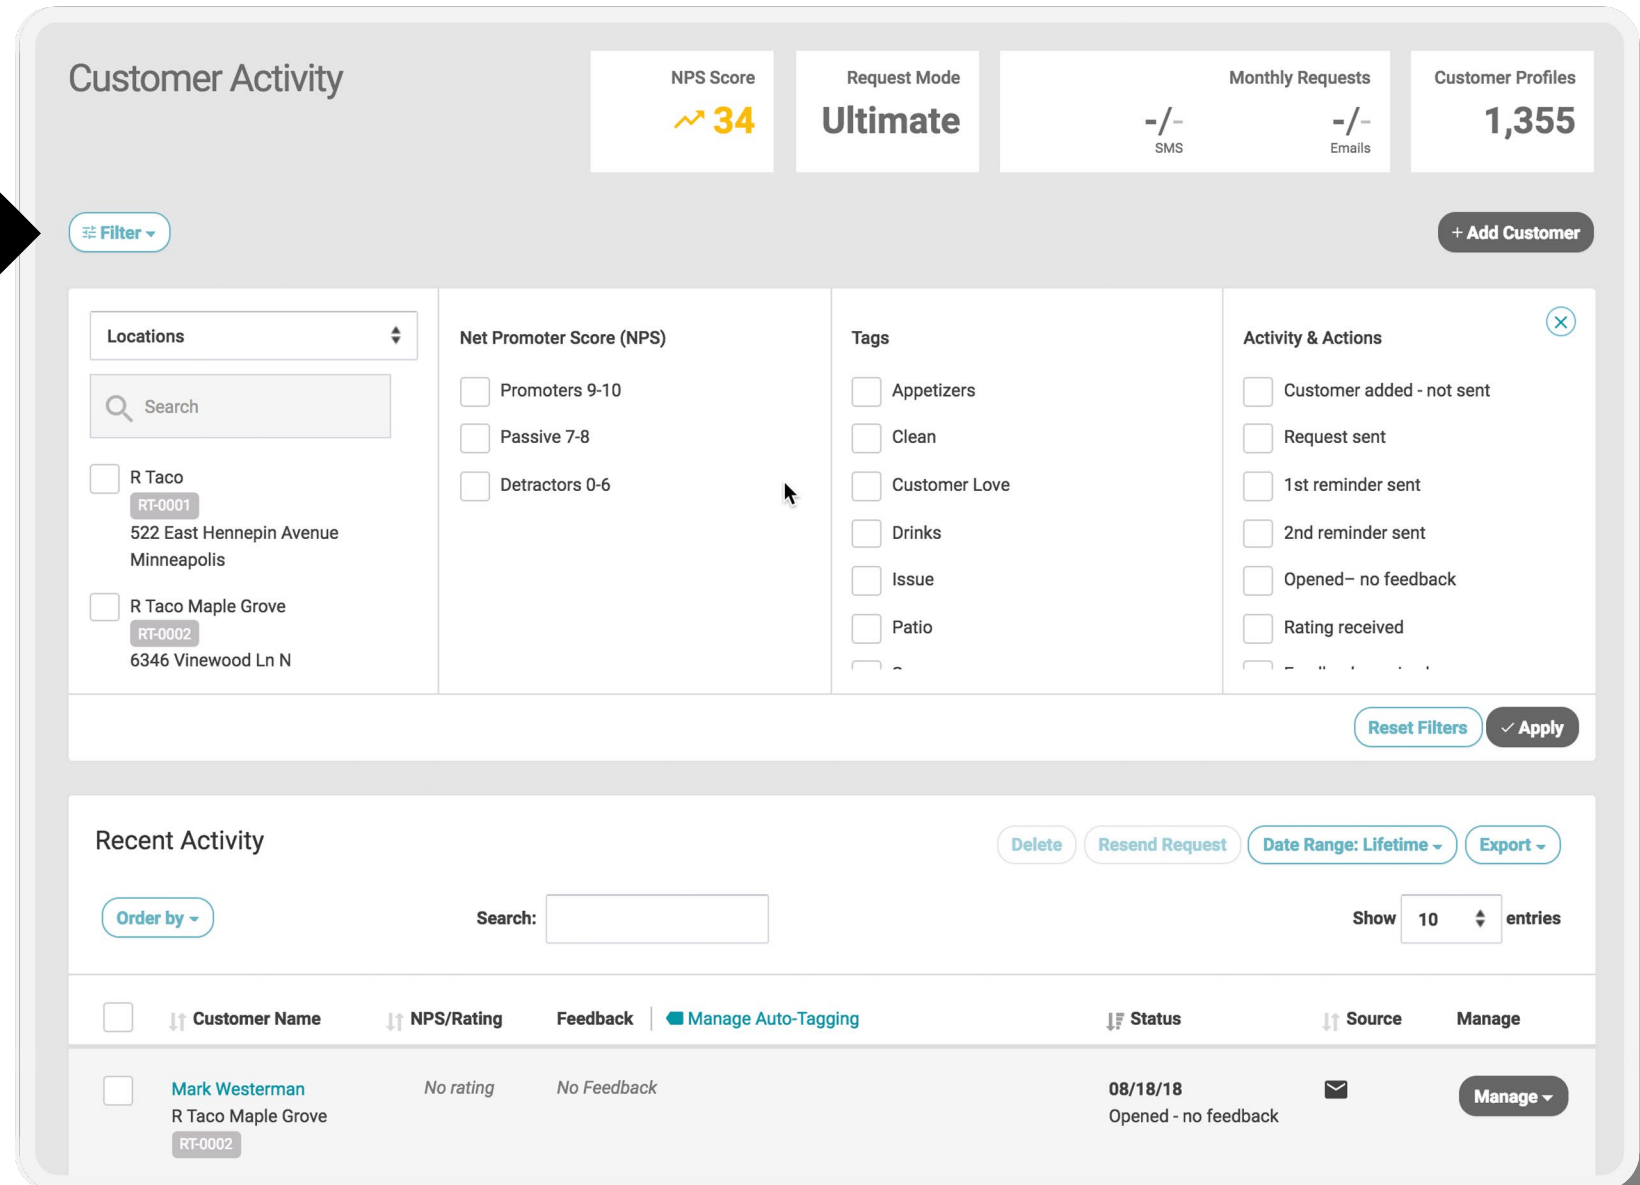 Customer Activity
NPS Score
34
Request Mode
Ultimate
Monthly Requests
-/-
SMS
-/-
Emails
Customer Profiles
1,355
Filter
+ Add Customer
Locations
Search
R Taco
RT-0001
522 East Hennepin Avenue
Minneapolis
R Taco Maple Grove
RT-0002
6346 Vinewood Ln N
Net Promoter Score (NPS)
Promoters 9-10
Passive 7-8
Detractors 0-6
Tags
Appetizers
Clean
Customer Love
Drinks
Issue
Patio
Activity & Actions
Customer added - not sent
Request sent
1st reminder sent
2nd reminder sent
Opened– no feedback
Rating received
Reset Filters
Apply
Recent Activity
Delete
Resend Request
Date Range: Lifetime
Export
Order by
Search:
Show 10 entries
Customer Name
NPS/Rating
Feedback
Manage Auto-Tagging
Status
Source
Manage
Mark Westerman
R Taco Maple Grove
RT-0002
No rating
No Feedback
08/18/18
Opened - no feedback
Manage